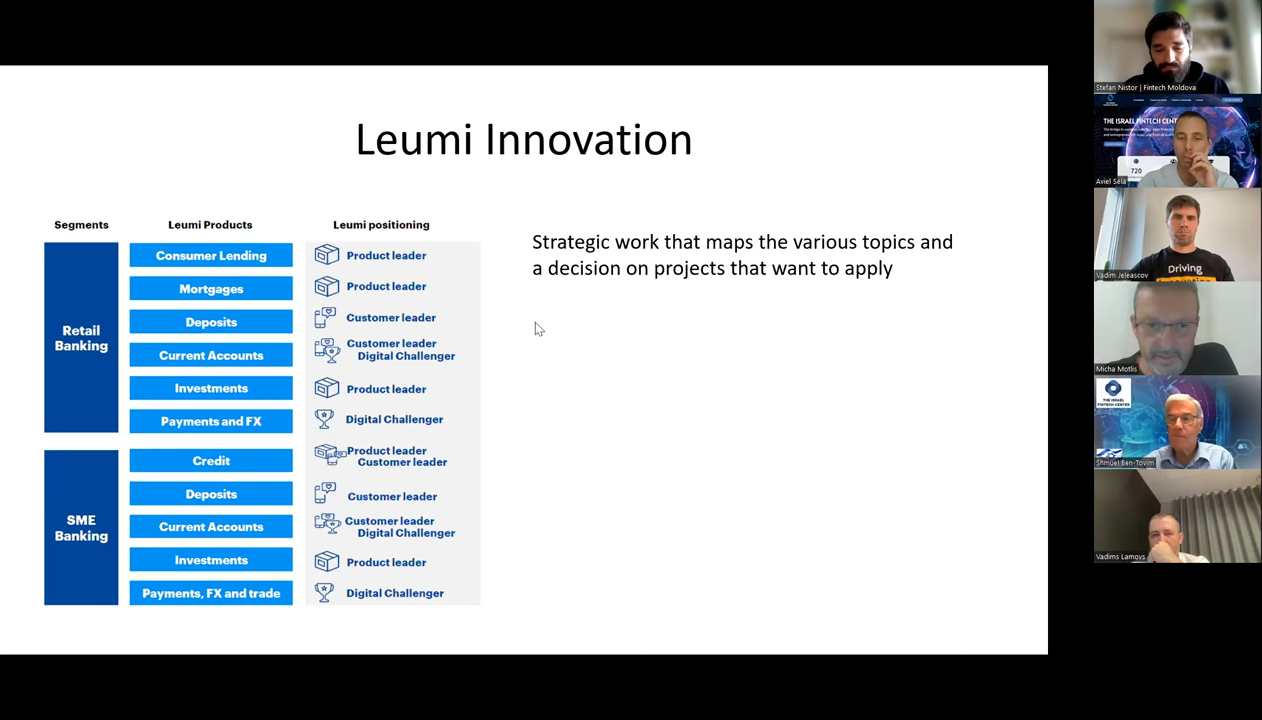 Leumi Innovation
Segments
Leumi Products
Leumi positioning
Retail
Banking
Consumer Lending
Product leader
Mortgages
Product leader
Deposits
Customer leader
Current Accounts
Customer leader
Digital Challenger
Investments
Product leader
Payments and FX
Digital Challenger
SME
Banking
Credit
Product leader
Customer leader
Deposits
Customer leader
Current Accounts
Customer leader
Digital Challenger
Investments
Product leader
Payments, FX and trade
Digital Challenger
Strategic work that maps the various topics and
a decision on projects that want to apply
Stefan Nistor | Fintech Moldova
THE ISRAEL FINTECH CENT
720
Aviel Sela
Driving
Vadim Jeleascov
Micha Motlis
THE ISRAEL
FINTECH CENTER
Shmuel Ben-Tovim
Vadims Lamovs